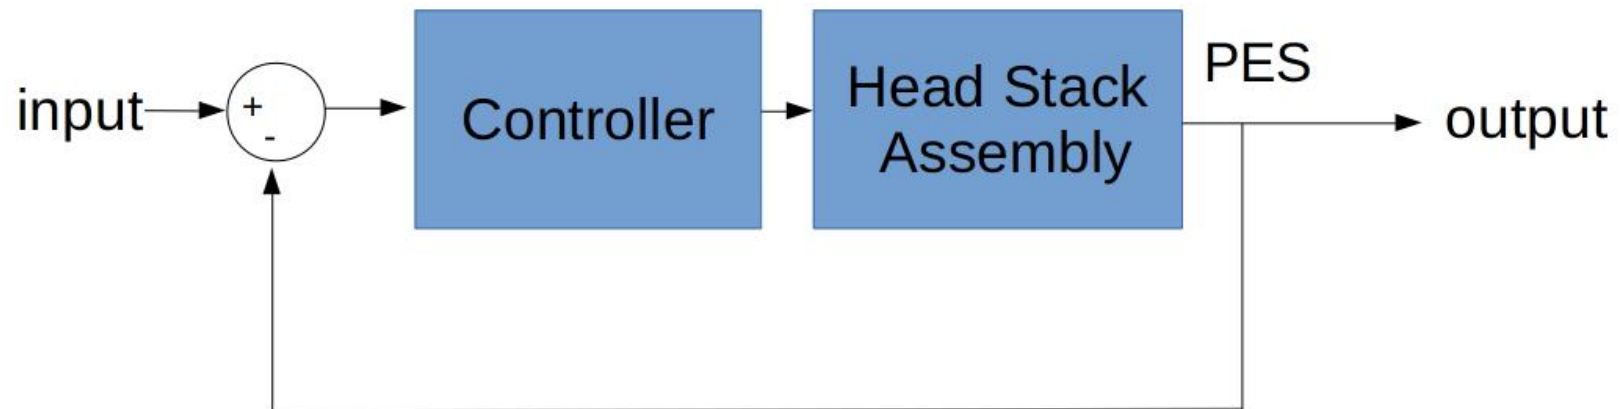 input
+
-
Controller
Head Stack
Assembly
PES
output